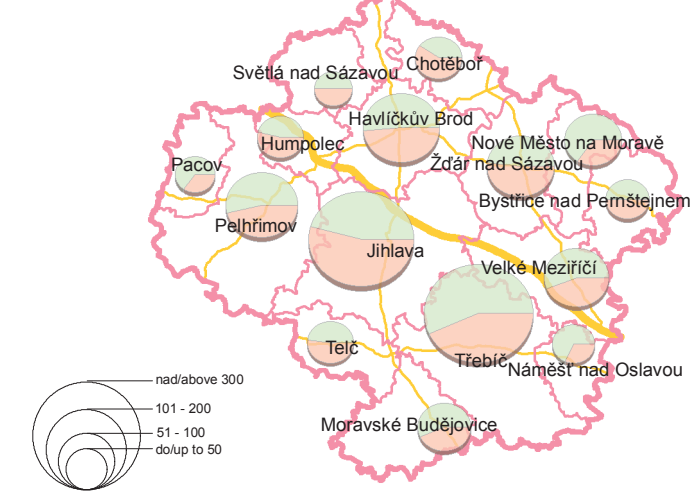 Chotěboř
Světlá nad Sázavou
Havlíčkův Brod
Humpolec
Nové Město na Moravě
Žďár nad Sázavou
Pacov
Bystřice nad Pernštejnem
Pelhřimov
Jihlava
Velké Meziříčí
Telč
Třebíč
Náměšť nad Oslavou
Moravské Budějovice
nad/above 300
101 - 200
51 - 100
do/up to 50